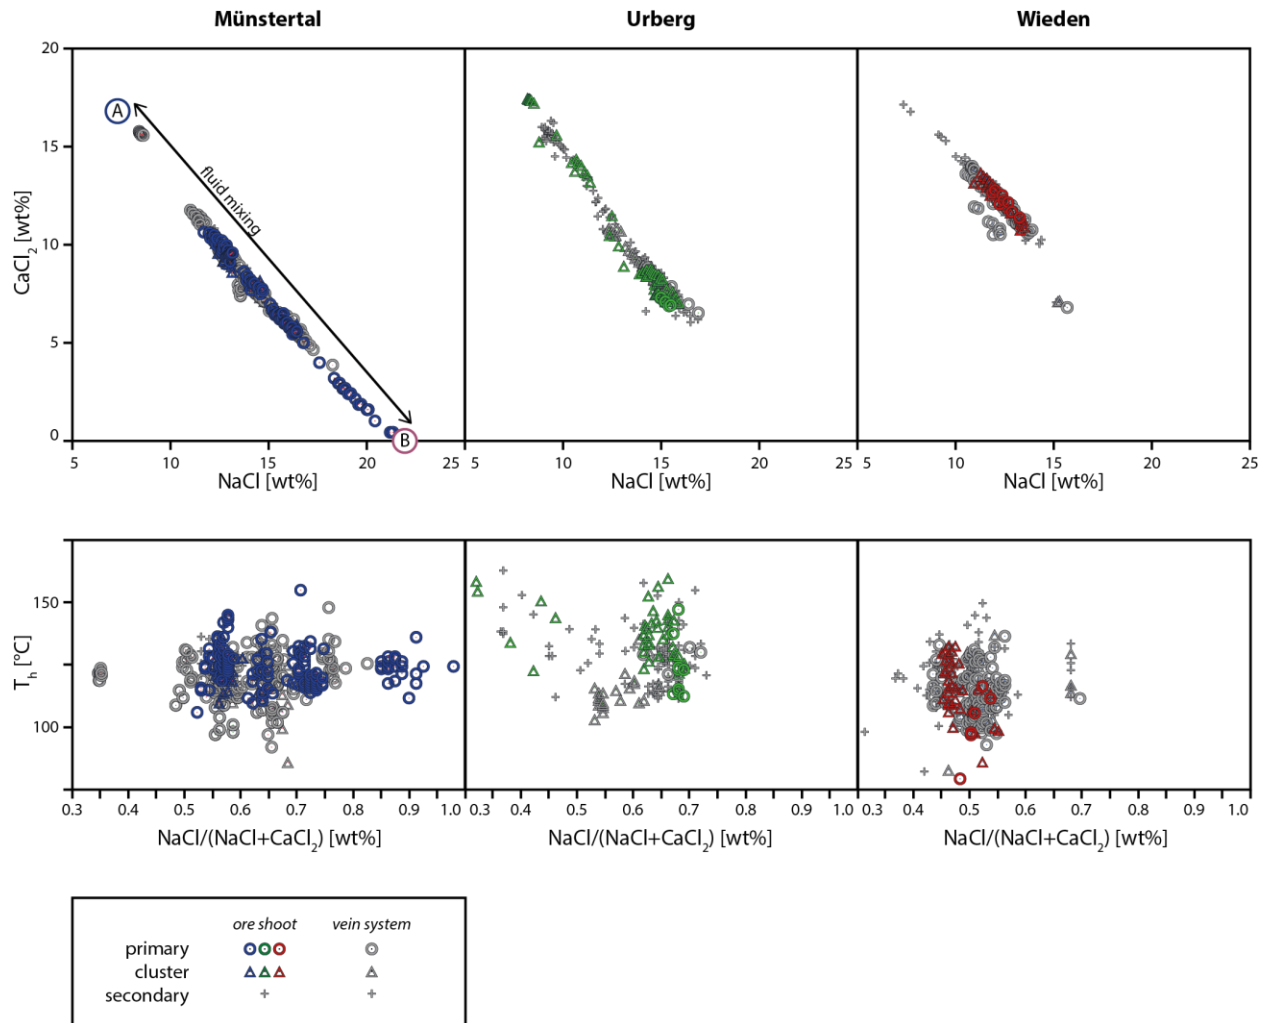 Münstertal
Urberg
Wieden
20
15
10
5
0
CaCl2 [wt%]
A
fluid mixing
B
5 10 15 20 25
5 10 15 20 25
5 10 15 20 25
NaCl [wt%]
NaCl [wt%]
NaCl [wt%]
150
100
Th [°C]
0.3 0.4 0.5 0.6 0.7 0.8 0.9 1.0
0.3 0.4 0.5 0.6 0.7 0.8 0.9 1.0
0.3 0.4 0.5 0.6 0.7 0.8 0.9 1.0
NaCl/(NaCl+CaCl2) [wt%]
NaCl/(NaCl+CaCl2) [wt%]
NaCl/(NaCl+CaCl2) [wt%]
ore shoot vein system
primary
cluster
secondary